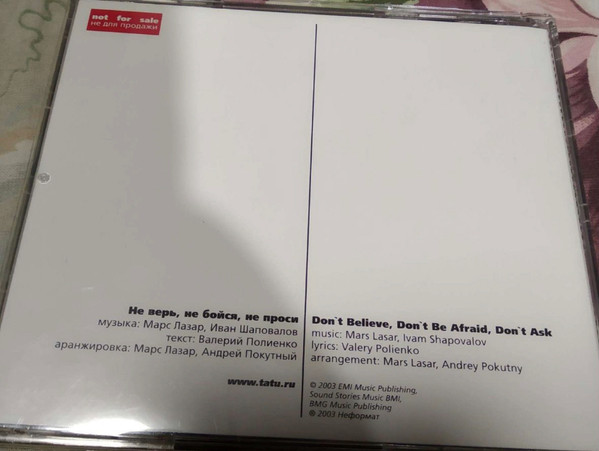 not for sale
не для продажи
Не верь, не бойся, не проси
музыка: Марс Лазар, Иван Шаповалов
текст: Валерий Полиенко
аранжировка: Марс Лазар, Андрей Покутный
www.tatu.ru
Don`t Believe, Don`t Be Afraid, Don`t Ask
music: Mars Lasar, Ivam Shapovalov
lyrics: Valery Polienko
arrangement: Mars Lasar, Andrey Pokutny
© 2003 EMI Music Publishing,
Sound Stories Music BMI,
BMG Music Publishing
℗ 2003 Неформат